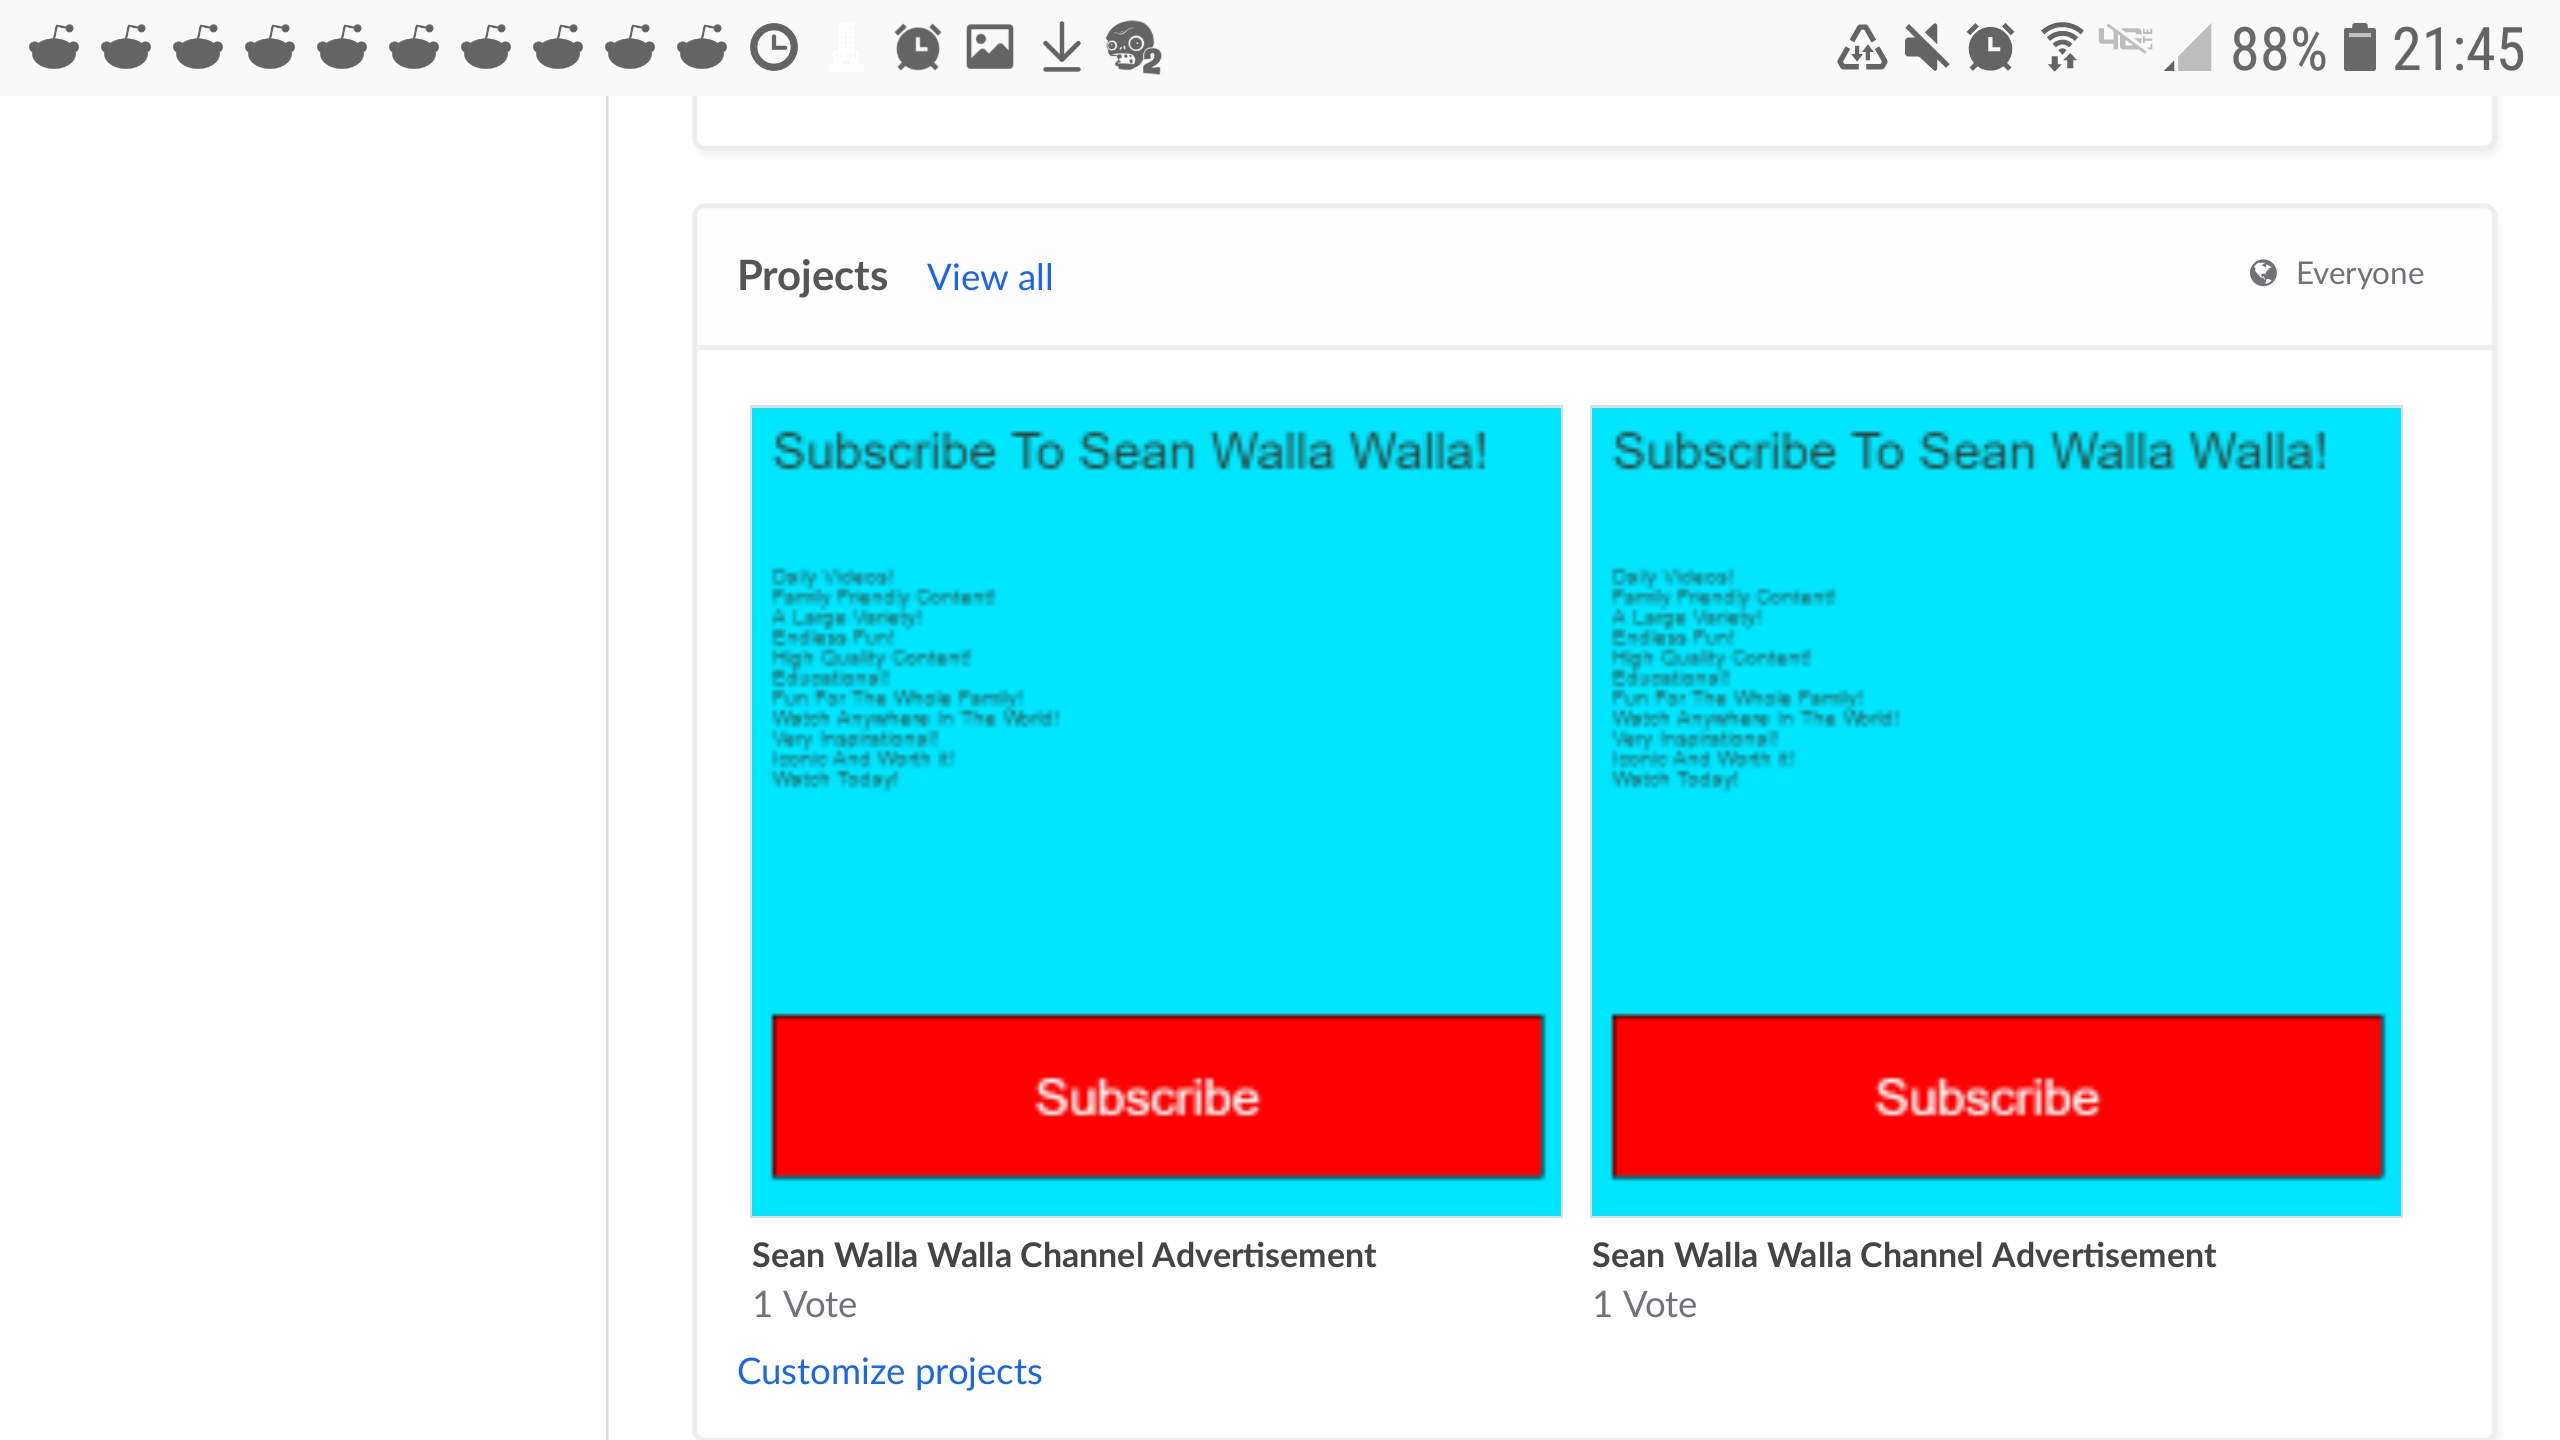 88% 21:45
Projects View all Everyone
Subscribe To Sean Walla Walla!
Daily Videos!
Family Friendly Content!
A Large Variety!
Endless Fun!
High Quality Content!
Educational!
Fun For The Whole Family!
Watch Anywhere In The World!
Very Inspirational!
Iconic And Worth it!
Watch Today!
Subscribe
Sean Walla Walla Channel Advertisement
1 Vote
Subscribe To Sean Walla Walla!
Daily Videos!
Family Friendly Content!
A Large Variety!
Endless Fun!
High Quality Content!
Educational!
Fun For The Whole Family!
Watch Anywhere In The World!
Very Inspirational!
Iconic And Worth it!
Watch Today!
Subscribe
Sean Walla Walla Channel Advertisement
1 Vote
Customize projects